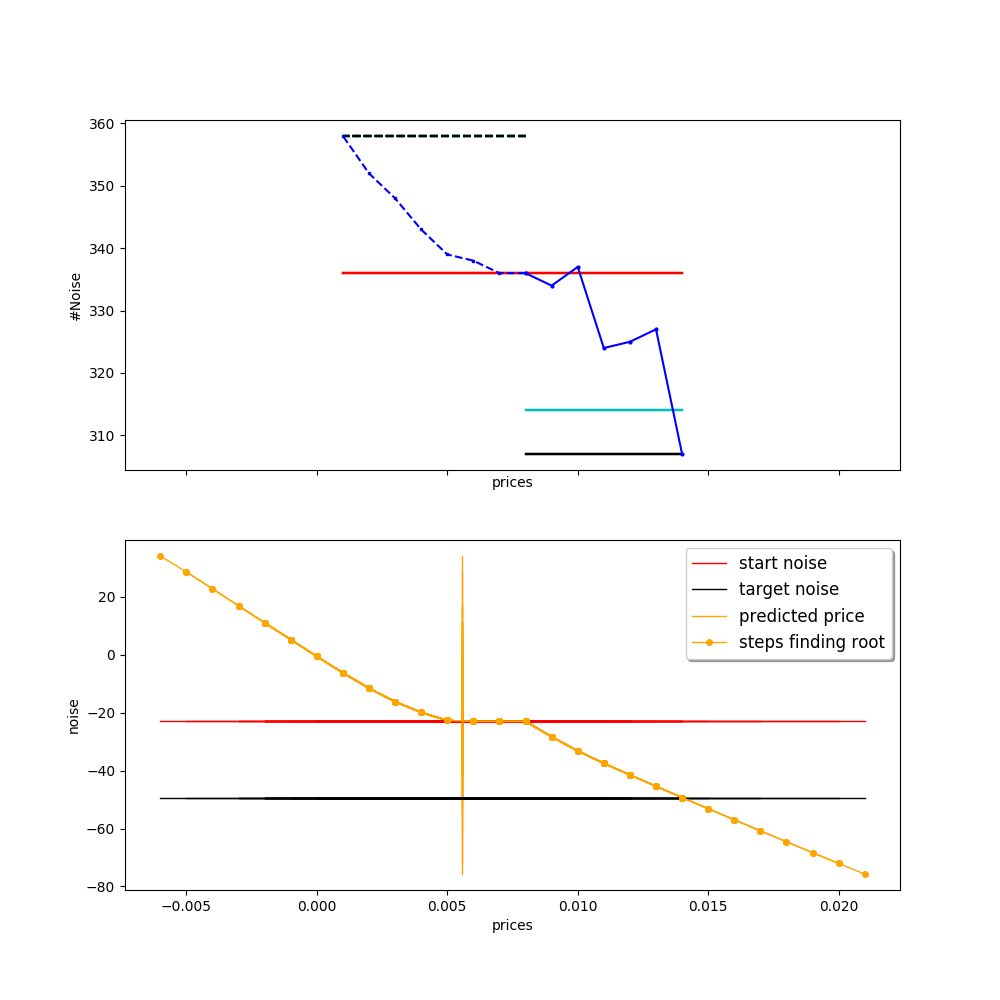 360
350
340
330
320
310
#Noise
prices
start noise
target noise
predicted price
steps finding root
20
0
−20
−40
−60
−80
noise
−0.005 0.000 0.005 0.010 0.015 0.020
prices